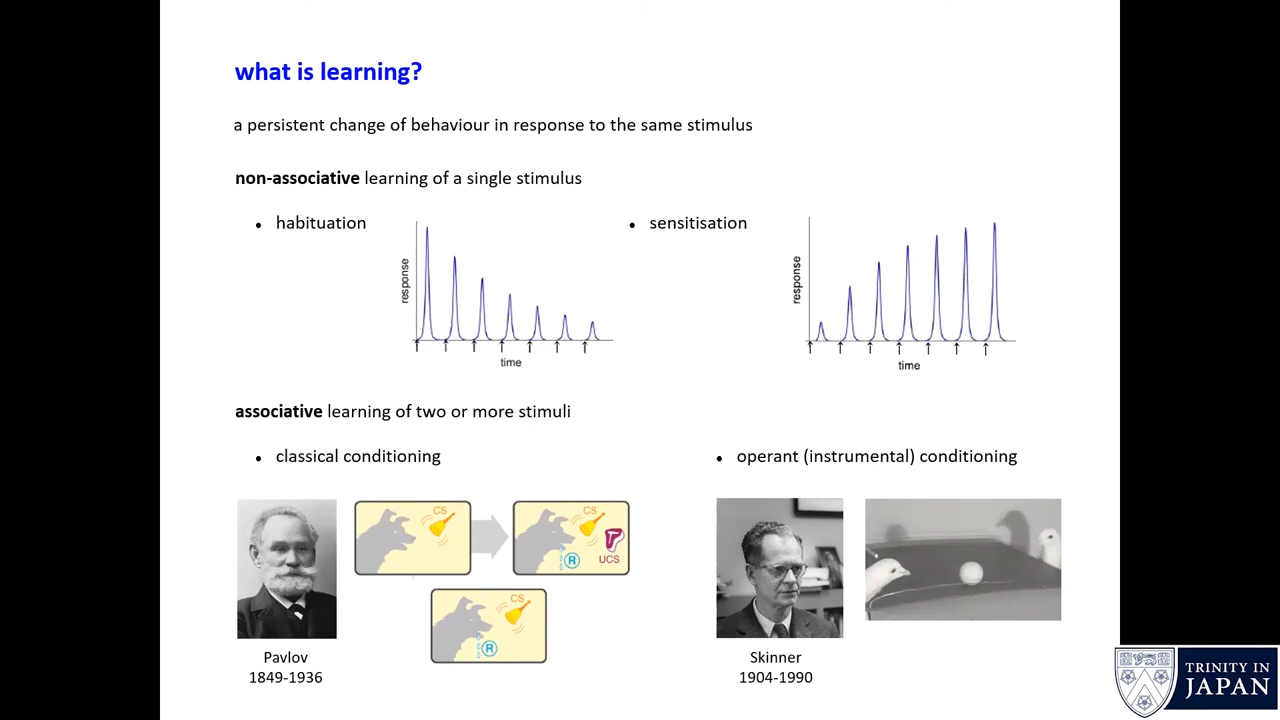 what is learning?
a persistent change of behaviour in response to the same stimulus
non-associative learning of a single stimulus
• habituation
response
time
• sensitisation
response
time
associative learning of two or more stimuli
• classical conditioning
CS
CS
UCS
R
CS
R
Pavlov
1849-1936
• operant (instrumental) conditioning
Skinner
1904-1990
TRINITY IN
JAPAN